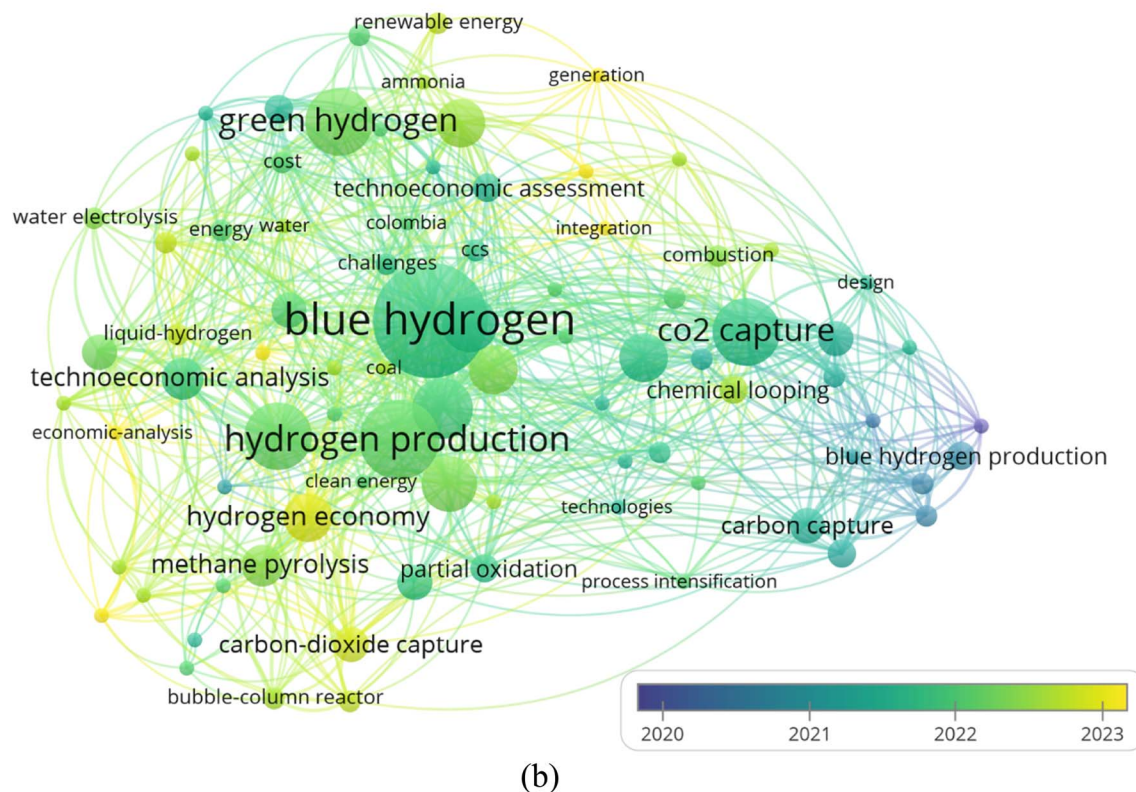 renewable energy
generation
ammonia
green hydrogen
cost
technoeconomic assessment
water electrolysis
energy
water
colombia
integration
ccs
challenges
combustion
design
blue hydrogen
co2 capture
liquid-hydrogen
coal
technoeconomic analysis
chemical looping
economic-analysis
hydrogen production
blue hydrogen production
clean energy
technologies
hydrogen economy
carbon capture
methane pyrolysis
partial oxidation
process intensification
carbon-dioxide capture
bubble-column reactor
2020 2021 2022 2023
(b)